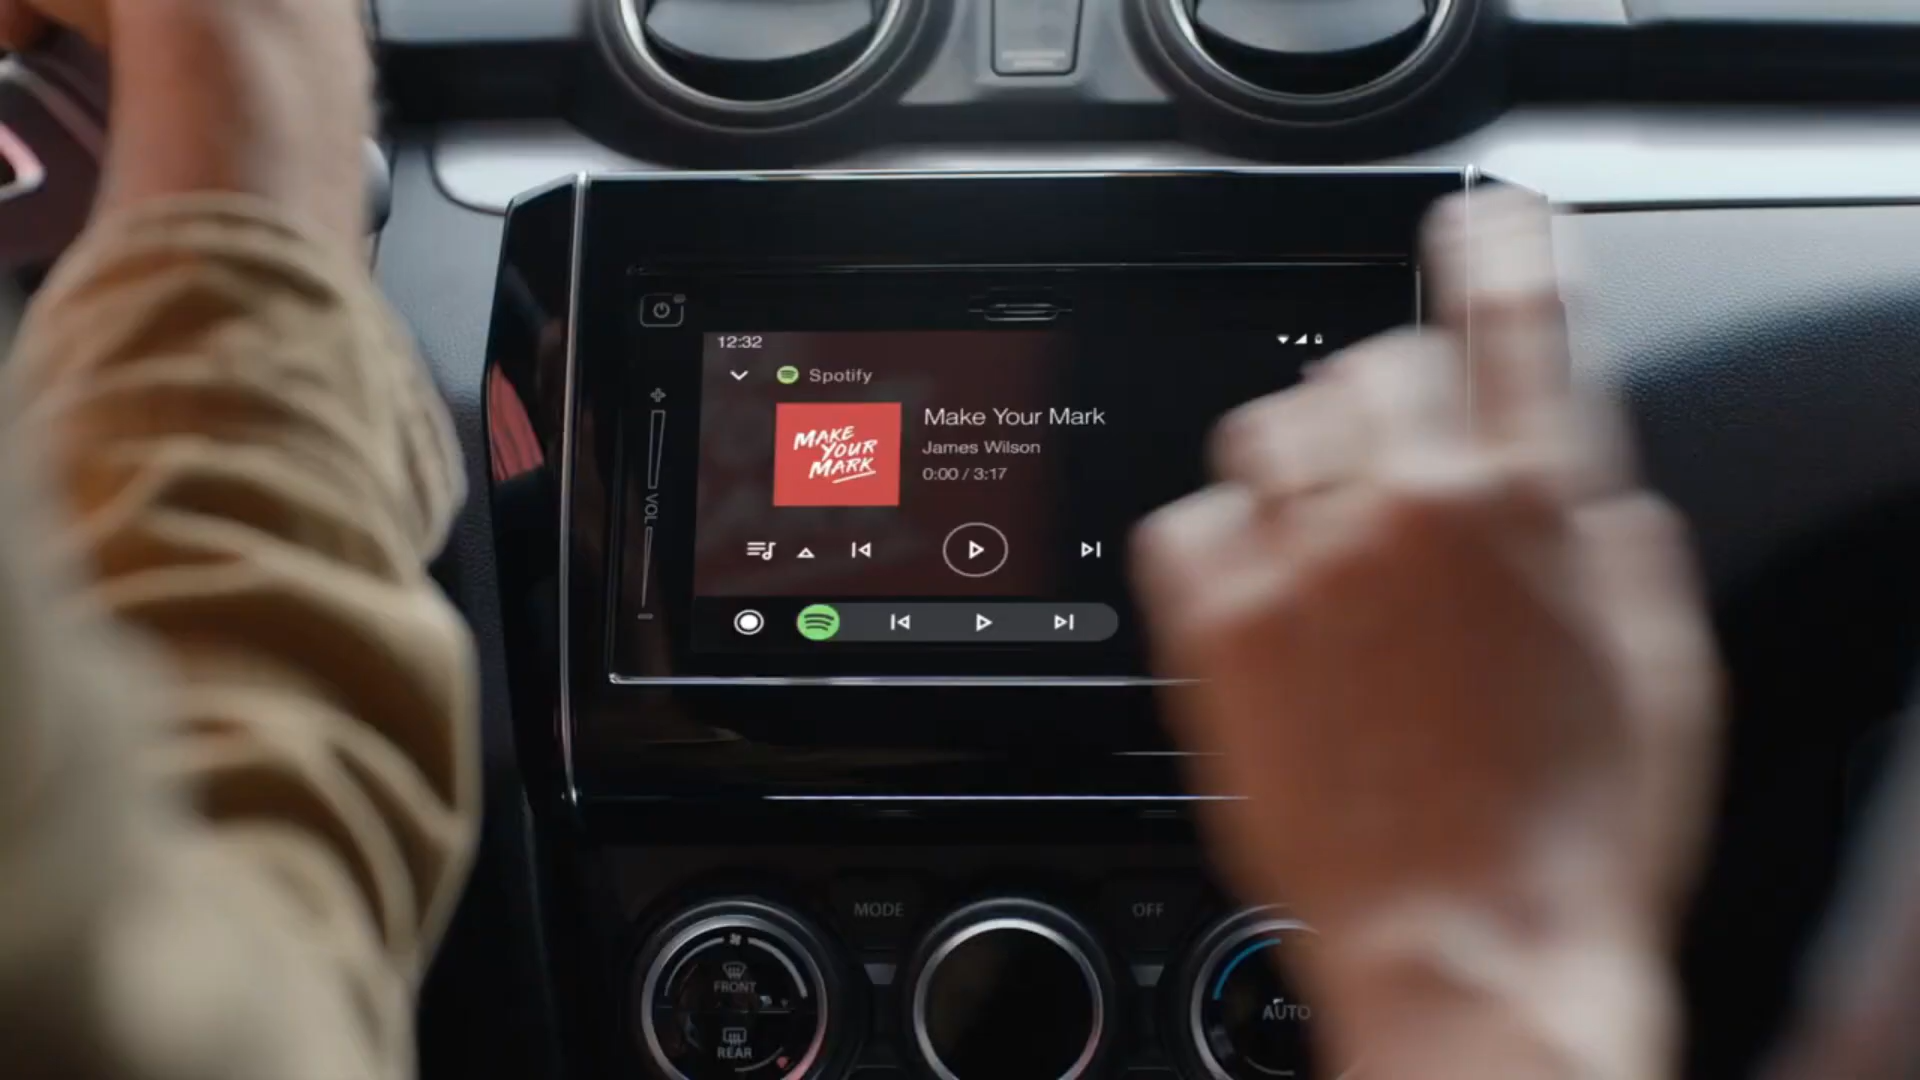 12:32
Spotify
MAKE
YOUR
MARK
Make Your Mark
James Wilson
0:00 / 3:17
VOL
MODE
OFF
FRONT
REAR
AUTO